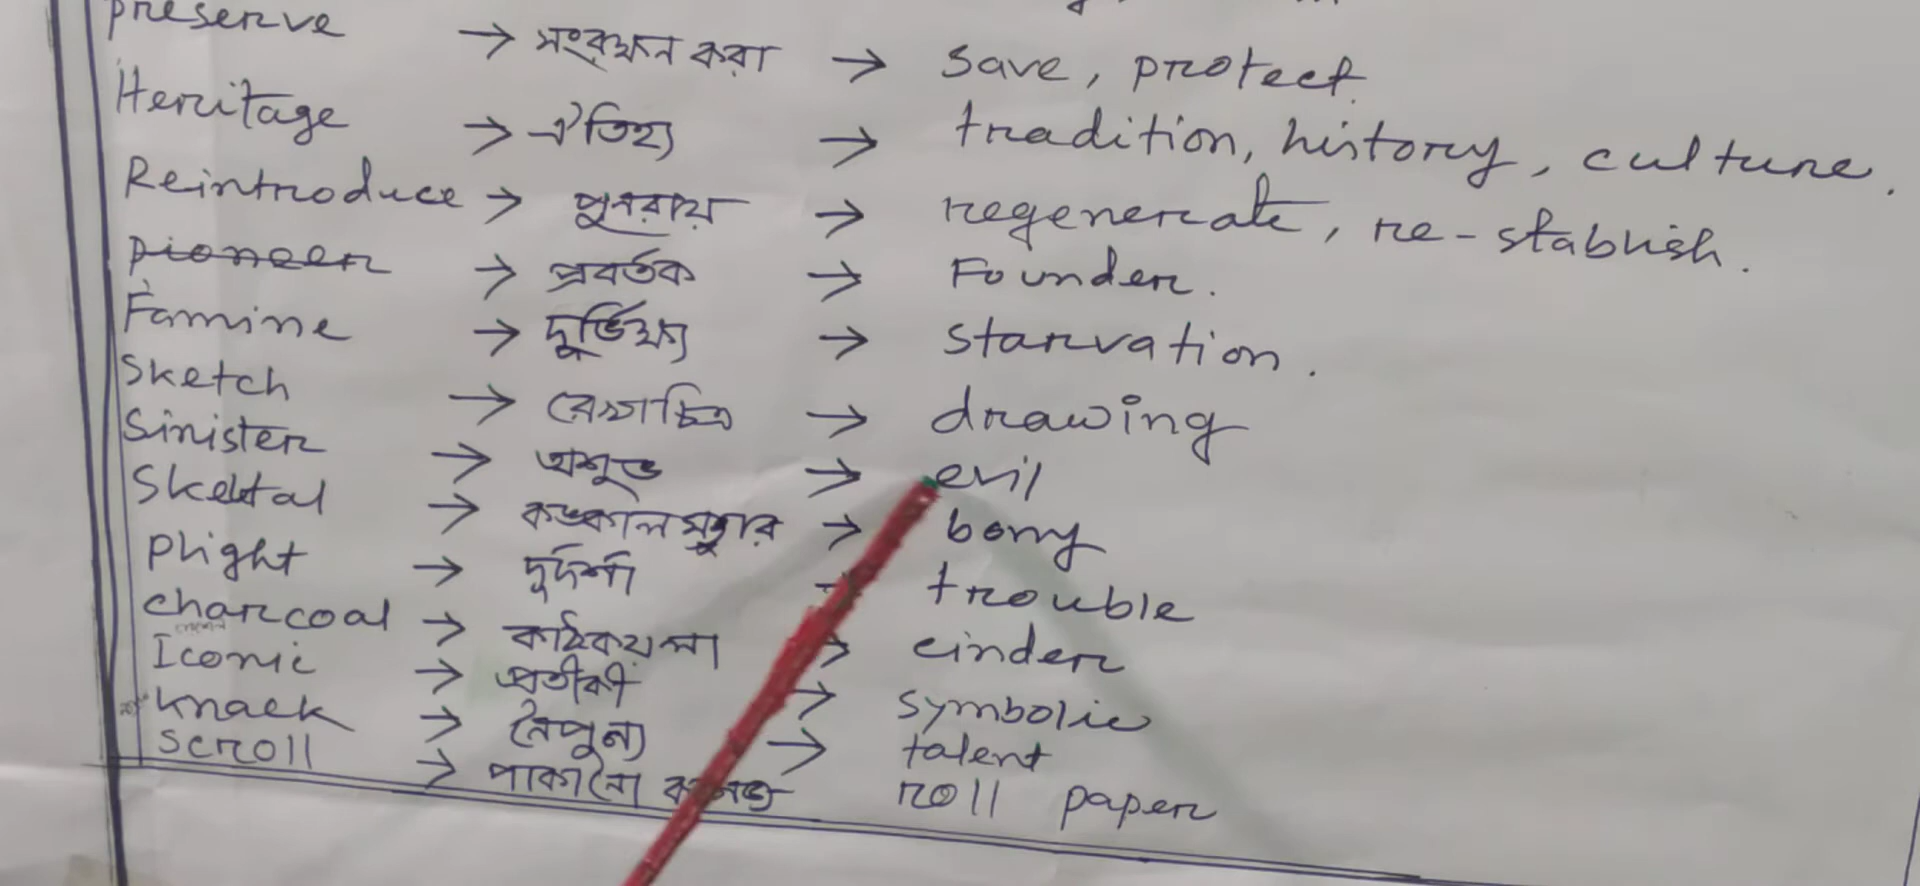 preserve → সংরক্ষন করা → save, protect.
Heritage → ঐতিহ্য → tradition, history, culture.
Reintroduce → পুনরায় → regenerate, re-stablish.
pioneer → প্রবর্তক → Founder.
Famine → দুর্ভিক্ষ্য → starvation.
Sketch → রেখাচিত্র → drawing
Sinister → অশুভ → evil
Skeletal → কঙ্কালসার → bony
Plight → দুর্দশা → trouble
charcoal → কাঠকয়লা → cinder
Iconic → প্রতীকী → symbolic
Knack → নৈপুন্য → talent
scroll → পাকানো roll paper